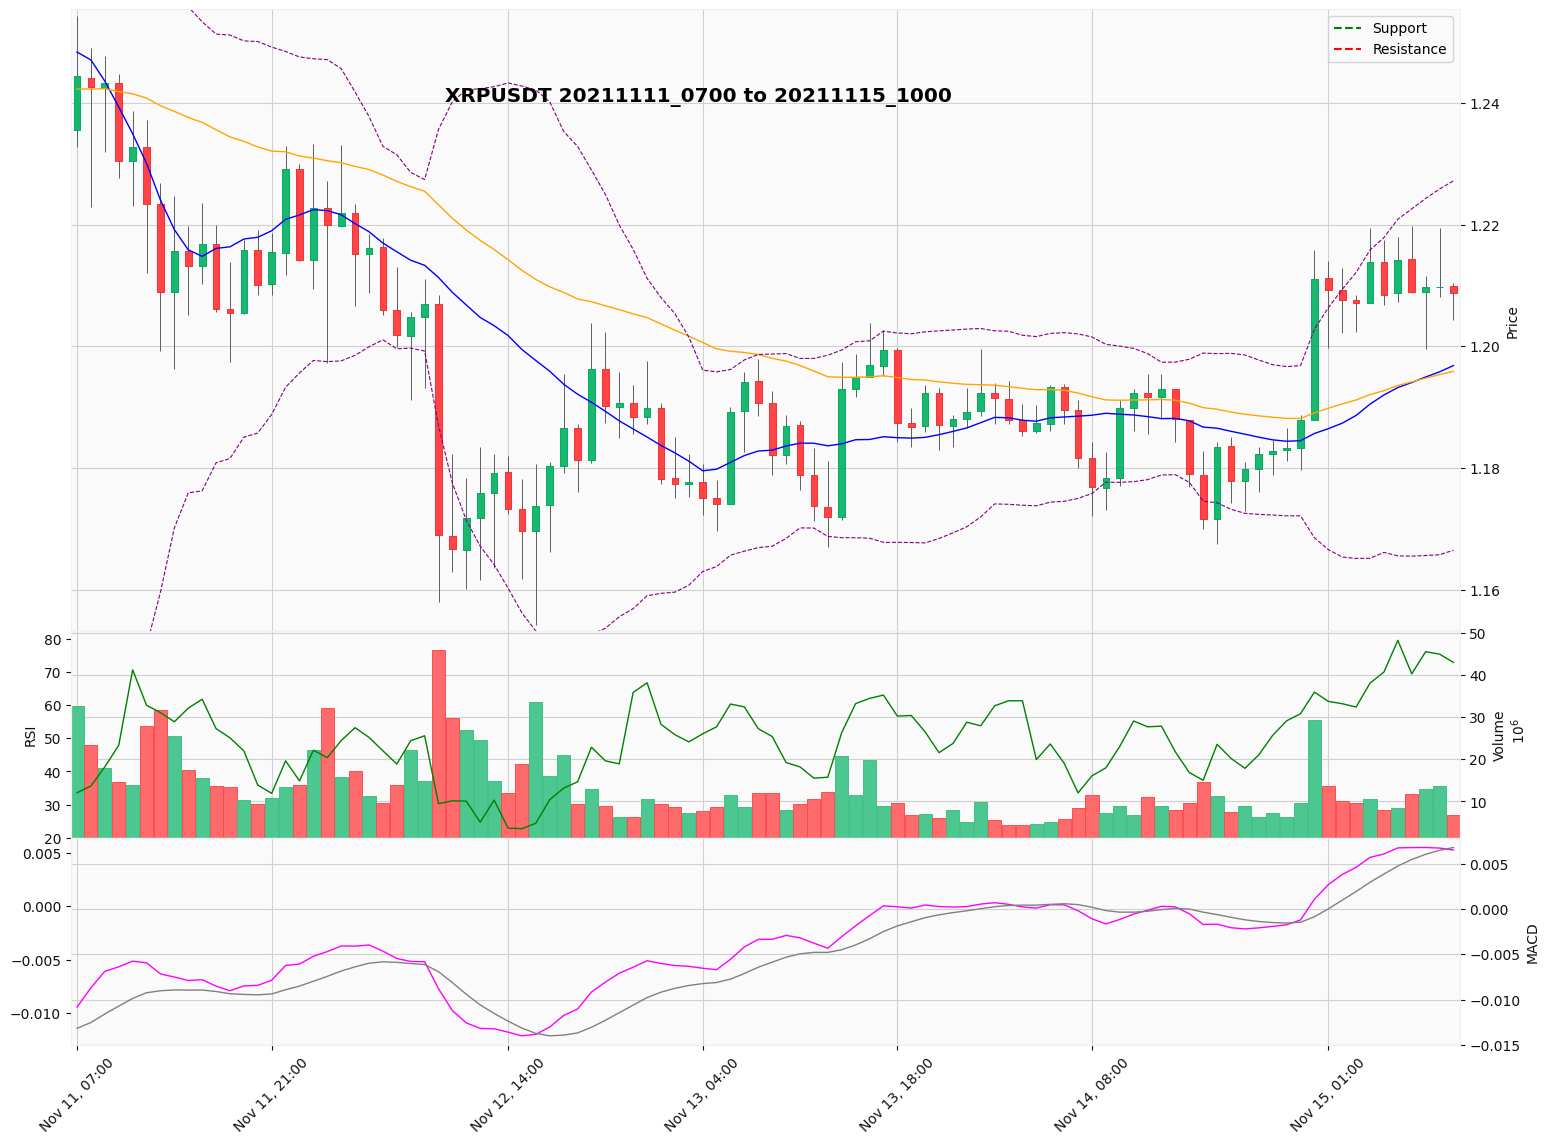 Support
Resistance
XRPUSDT 20211111_0700 to 20211115_1000
1.24
1.22
1.20
1.18
1.16
Price
80
70
60
50
40
30
20
RSI
50
40
30
20
10
Volume
10^6
0.005
0.000
−0.005
−0.010
0.005
0.000
−0.005
−0.010
−0.015
MACD
Nov 11, 07:00
Nov 11, 21:00
Nov 12, 14:00
Nov 13, 04:00
Nov 13, 18:00
Nov 14, 08:00
Nov 15, 01:00